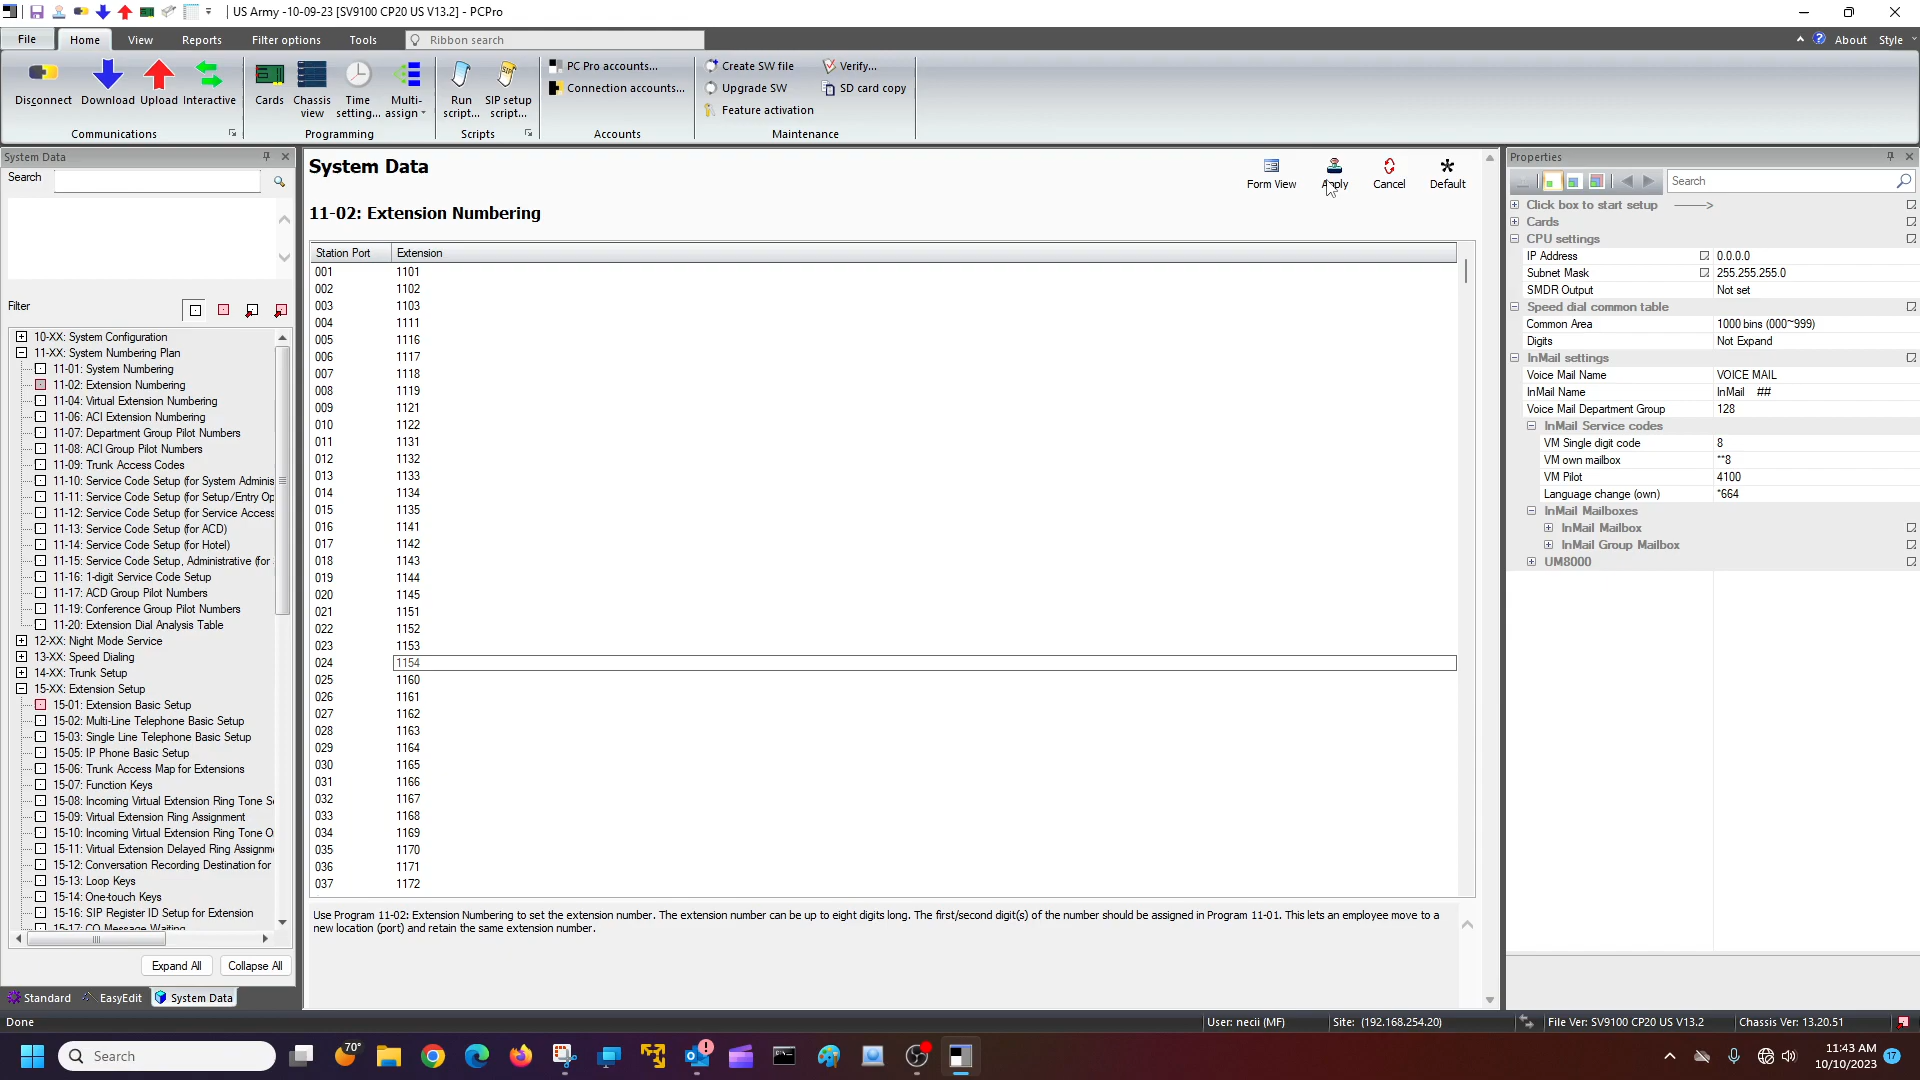 US Army -10-09-23 [SV9100 CP20 US V13.2] - PCPro
File Home View Reports Filter options Tools Ribbon search About Style
Disconnect Download Upload Interactive
Communications
Cards Chassis view Time setting... Multi-assign
Programming
Run script... SIP setup script...
Scripts
PC Pro accounts...
Connection accounts...
Accounts
Create SW file Verify...
Upgrade SW SD card copy
Feature activation
Maintenance
System Data
Search
Filter
10-XX: System Configuration
11-XX: System Numbering Plan
11-01: System Numbering
11-02: Extension Numbering
11-04: Virtual Extension Numbering
11-06: ACI Extension Numbering
11-07: Department Group Pilot Numbers
11-08: ACI Group Pilot Numbers
11-09: Trunk Access Codes
11-10: Service Code Setup (for System Adminis
11-11: Service Code Setup (for Setup/Entry Op
11-12: Service Code Setup (for Service Access
11-13: Service Code Setup (for ACD)
11-14: Service Code Setup (for Hotel)
11-15: Service Code Setup, Administrative (for
11-16: 1-digit Service Code Setup
11-17: ACD Group Pilot Numbers
11-19: Conference Group Pilot Numbers
11-20: Extension Dial Analysis Table
12-XX: Night Mode Service
13-XX: Speed Dialing
14-XX: Trunk Setup
15-XX: Extension Setup
15-01: Extension Basic Setup
15-02: Multi-Line Telephone Basic Setup
15-03: Single Line Telephone Basic Setup
15-05: IP Phone Basic Setup
15-06: Trunk Access Map for Extensions
15-07: Function Keys
15-08: Incoming Virtual Extension Ring Tone S
15-09: Virtual Extension Ring Assignment
15-10: Incoming Virtual Extension Ring Tone O
15-11: Virtual Extension Delayed Ring Assignm
15-12: Conversation Recording Destination for
15-13: Loop Keys
15-14: One-touch Keys
15-16: SIP Register ID Setup for Extension
15-17: CO Message Waiting
Expand All Collapse All
Standard EasyEdit System Data
System Data
Form View Apply Cancel Default
11-02: Extension Numbering
Station Port Extension
001 1101
002 1102
003 1103
004 1111
005 1116
006 1117
007 1118
008 1119
009 1121
010 1122
011 1131
012 1132
013 1133
014 1134
015 1135
016 1141
017 1142
018 1143
019 1144
020 1145
021 1151
022 1152
023 1153
024 1154
025 1160
026 1161
027 1162
028 1163
029 1164
030 1165
031 1166
032 1167
033 1168
034 1169
035 1170
036 1171
037 1172
Use Program 11-02: Extension Numbering to set the extension number. The extension number can be up to eight digits long. The first/second digit(s) of the number should be assigned in Program 11-01. This lets an employee move to a
new location (port) and retain the same extension number.
Properties
Search
Click box to start setup ----->
Cards
CPU settings
IP Address 0.0.0.0
Subnet Mask 255.255.255.0
SMDR Output Not set
Speed dial common table
Common Area 1000 bins (000~999)
Digits Not Expand
InMail settings
Voice Mail Name VOICE MAIL
InMail Name InMail ##
Voice Mail Department Group 128
InMail Service codes
VM Single digit code 8
VM own mailbox **8
VM Pilot 4100
Language change (own) *664
InMail Mailboxes
InMail Mailbox
InMail Group Mailbox
UM8000
Done User: necii (MF) Site: (192.168.254.20) File Ver: SV9100 CP20 US V13.2 Chassis Ver: 13.20.51
70° Search 11:43 AM
10/10/2023 17